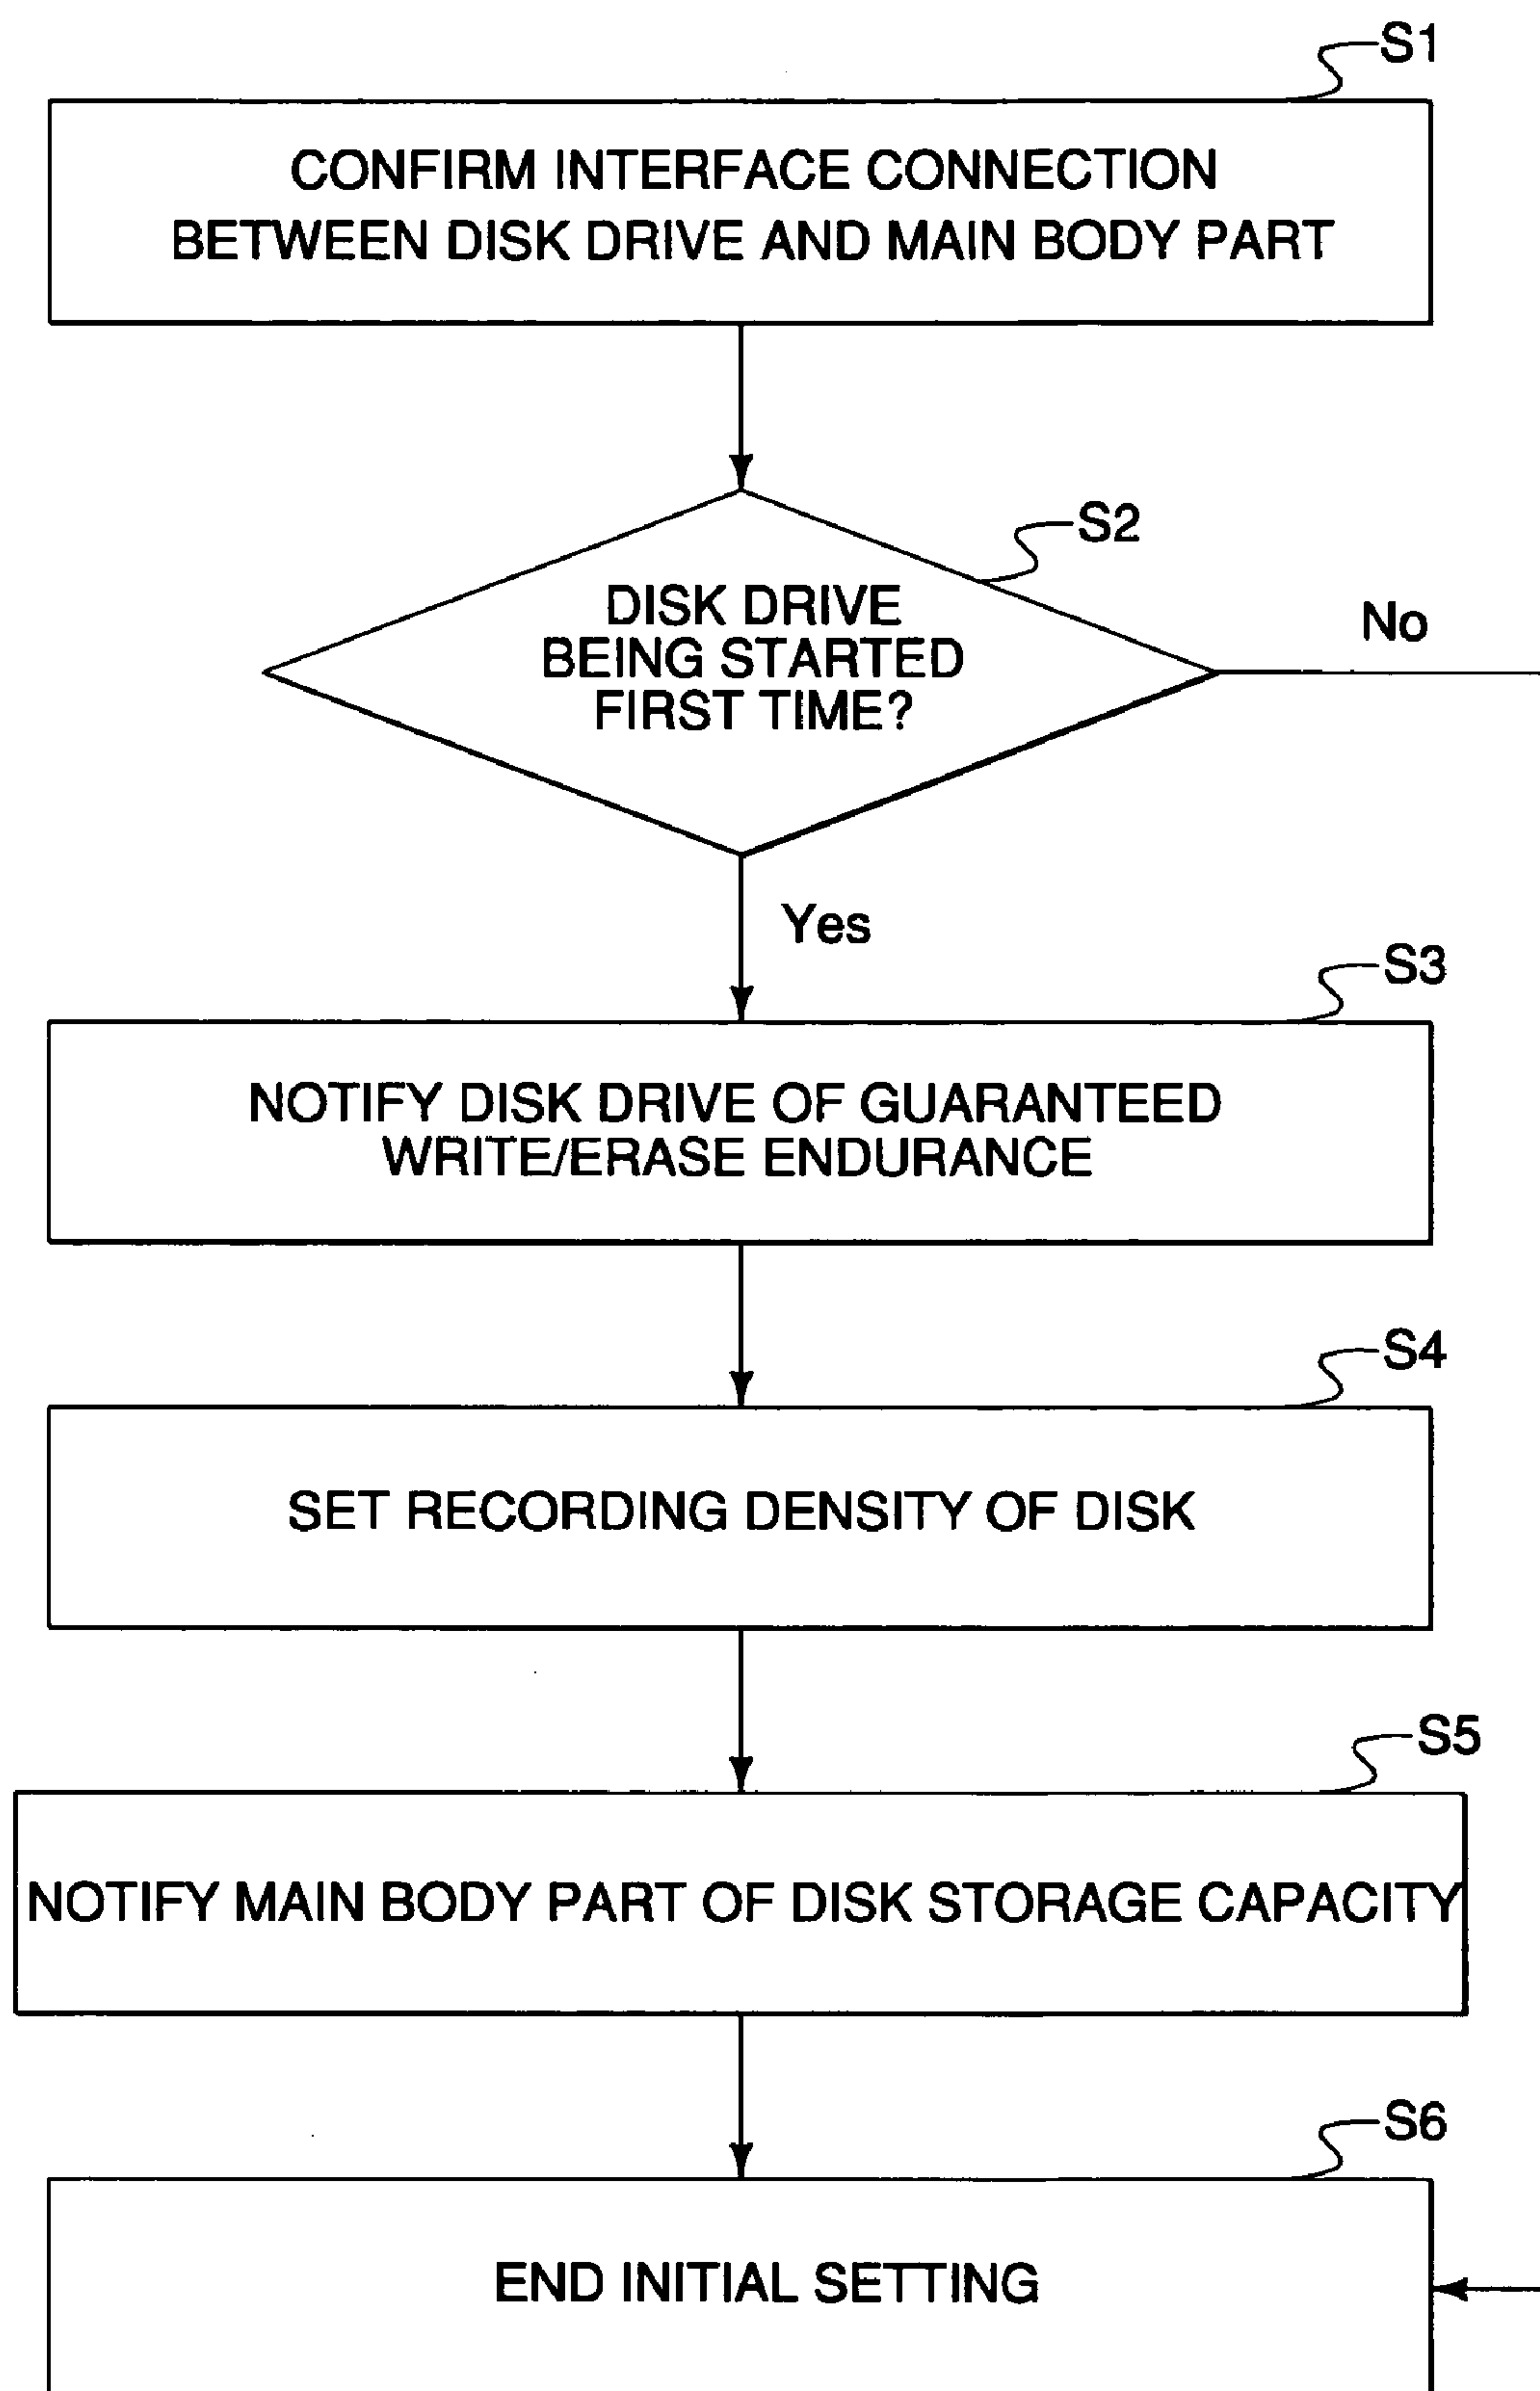 S1
CONFIRM INTERFACE CONNECTION
BETWEEN DISK DRIVE AND MAIN BODY PART
S2
DISK DRIVE
BEING STARTED
FIRST TIME?
No
Yes
S3
NOTIFY DISK DRIVE OF GUARANTEED
WRITE/ERASE ENDURANCE
S4
SET RECORDING DENSITY OF DISK
S5
NOTIFY MAIN BODY PART OF DISK STORAGE CAPACITY
S6
END INITIAL SETTING